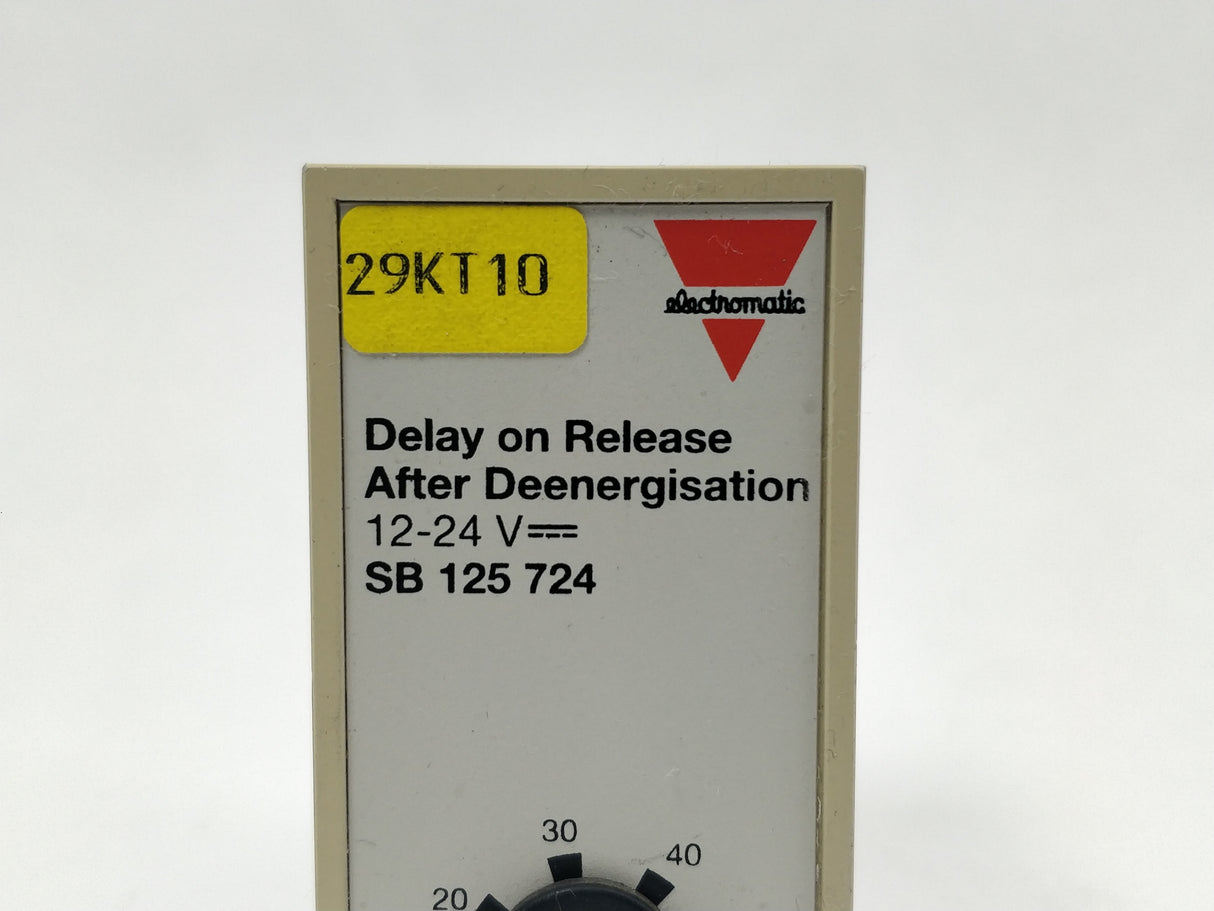 29KT10
electromatic
Delay on Release
After Deenergisation
12-24 V⎓
SB 125 724
30
40
20